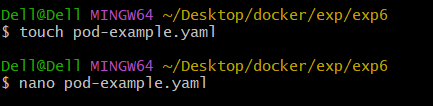 Dell@Dell MINGW64 ~/Desktop/docker/exp/exp6
$ touch pod-example.yaml
Dell@Dell MINGW64 ~/Desktop/docker/exp/exp6
$ nano pod-example.yaml